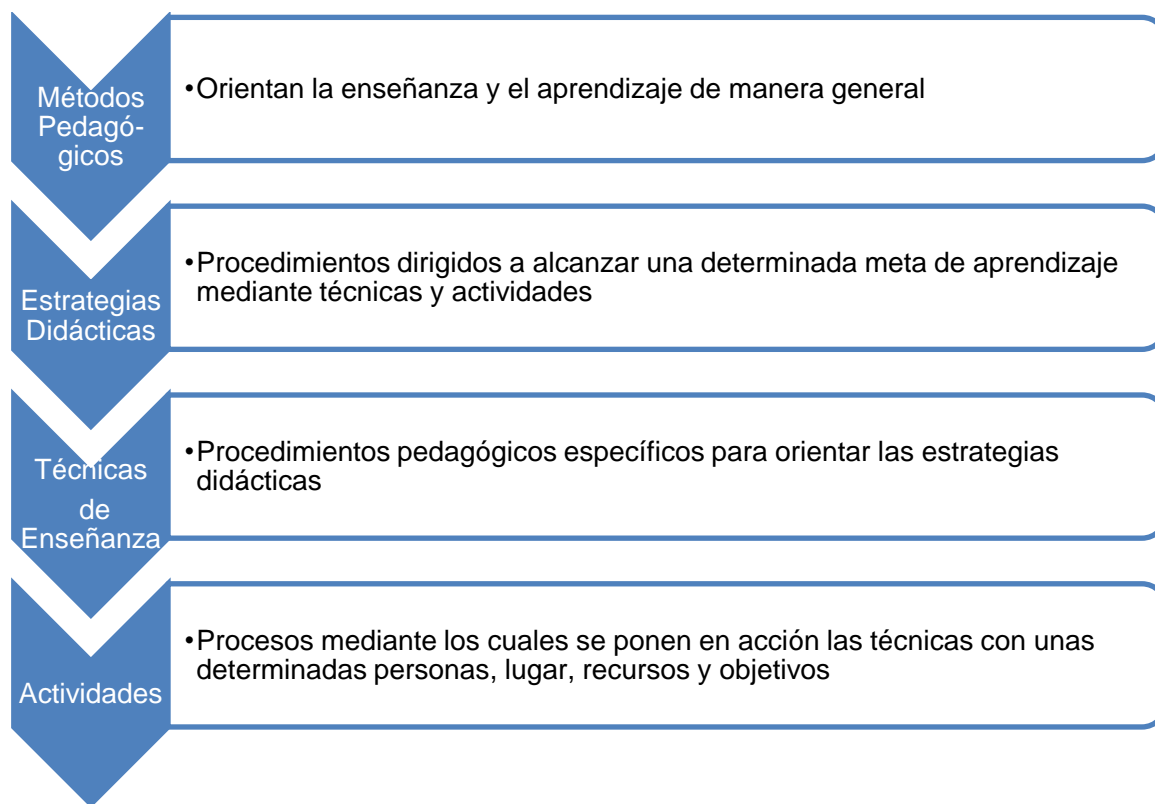 Métodos
Pedagó-
gicos
•Orientan la enseñanza y el aprendizaje de manera general
Estrategias
Didácticas
•Procedimientos dirigidos a alcanzar una determinada meta de aprendizaje
mediante técnicas y actividades
Técnicas
de
Enseñanza
•Procedimientos pedagógicos específicos para orientar las estrategias
didácticas
Actividades
•Procesos mediante los cuales se ponen en acción las técnicas con unas
determinadas personas, lugar, recursos y objetivos